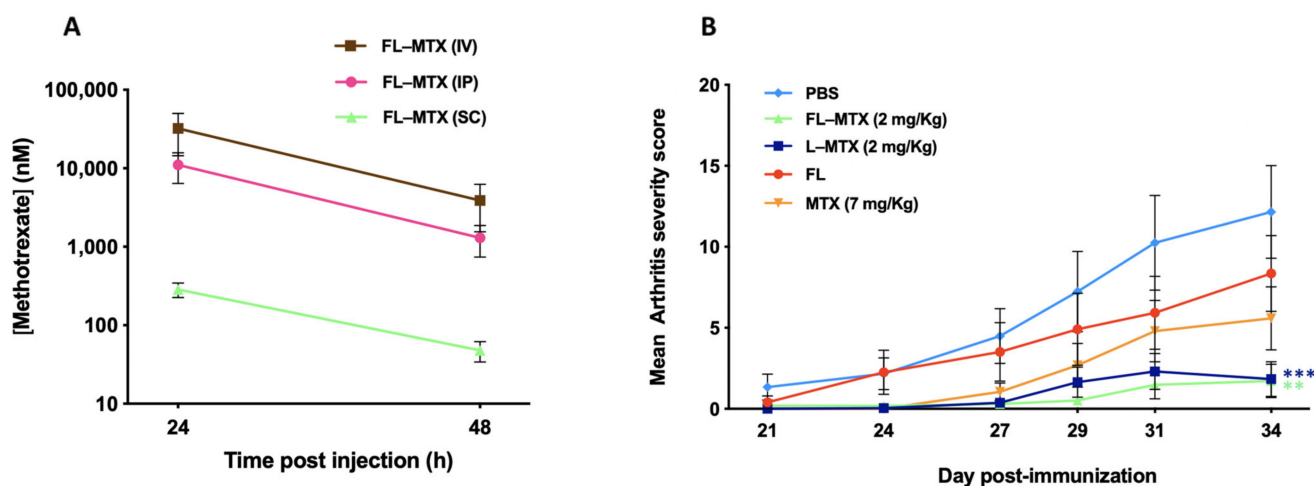 A
FL–MTX (IV)
FL–MTX (IP)
FL–MTX (SC)
[Methotrexate] (nM)
100,000
10,000
1,000
100
10
24
48
Time post injection (h)
B
PBS
FL–MTX (2 mg/Kg)
L–MTX (2 mg/Kg)
FL
MTX (7 mg/Kg)
Mean Arthritis severity score
20
15
10
5
0
***
**
21
24
27
29
31
34
Day post-immunization